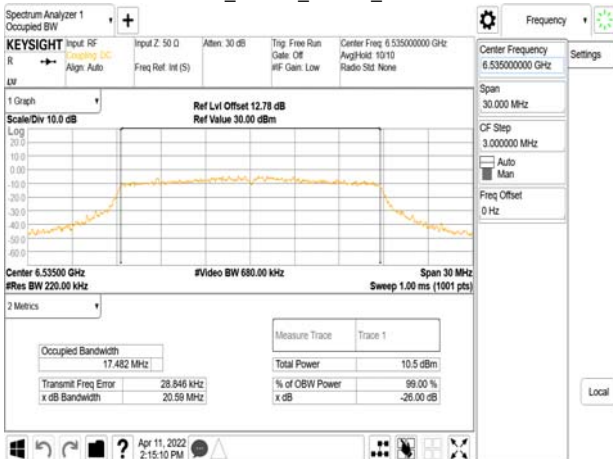 Spectrum Analyzer 1
Occupied BW
Frequency
KEYSIGHT
Input: RF
Coupling: DC
Align: Auto
Input Z: 50 Ω
Freq Ref: Int (S)
Atten: 30 dB
Trig: Free Run
Gate: Off
#IF Gain: Low
Center Freq: 6.535000000 GHz
Avg|Hold: 10/10
Radio Std: None
R
LV
Center Frequency
6.535000000 GHz
Settings
Span
30.000 MHz
CF Step
3.000000 MHz
Auto
Man
Freq Offset
0 Hz
Local
1 Graph
Scale/Div 10.0 dB
Ref Lvl Offset 12.78 dB
Ref Value 30.00 dBm
Log
20.0
10.0
0.00
-10.0
-20.0
-30.0
-40.0
-50.0
-60.0
Center 6.53500 GHz
#Video BW 680.00 kHz
Span 30 MHz
#Res BW 220.00 kHz
Sweep 1.00 ms (1001 pts)
2 Metrics
Measure Trace
Trace 1
Occupied Bandwidth
17.482 MHz
Total Power
10.5 dBm
Transmit Freq Error
28.846 kHz
% of OBW Power
99.00 %
x dB Bandwidth
20.59 MHz
x dB
-26.00 dB
Apr 11, 2022
2:15:10 PM